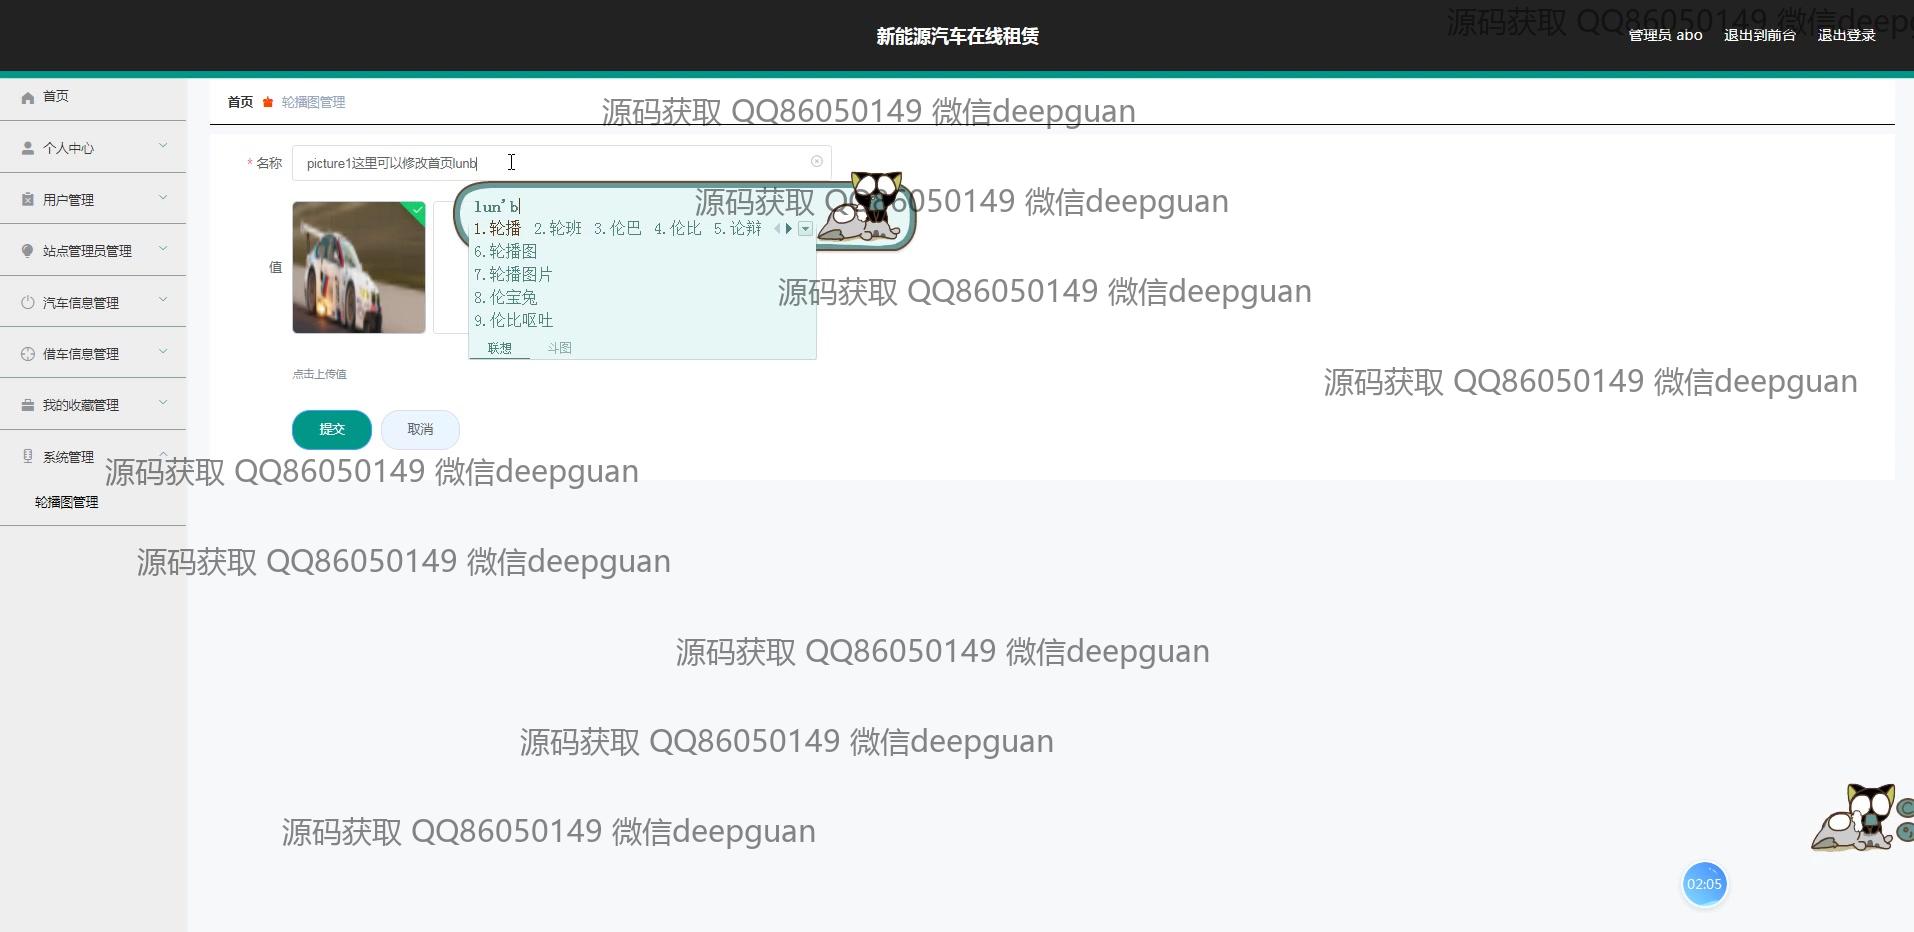 新能源汽车在线租赁
源码获取 QQ86050149 微信deepg
管理员 abo 退出到前台 退出登录
首页
个人中心
用户管理
站点管理员管理
汽车信息管理
借车信息管理
我的收藏管理
系统管理
轮播图管理
首页 轮播图管理
源码获取 QQ86050149 微信deepguan
* 名称 picture1这里可以修改首页lunb
lun'b
1.轮播 2.轮班 3.伦巴 4.伦比 5.论辩
6.轮播图
7.轮播图片
8.伦宝兔
9.伦比呕吐
联想 斗图
源码获取 QQ86050149 微信deepguan
值
源码获取 QQ86050149 微信deepguan
点击上传值
源码获取 QQ86050149 微信deepguan
提交 取消
源码获取 QQ86050149 微信deepguan
源码获取 QQ86050149 微信deepguan
源码获取 QQ86050149 微信deepguan
源码获取 QQ86050149 微信deepguan
源码获取 QQ86050149 微信deepguan
02:05